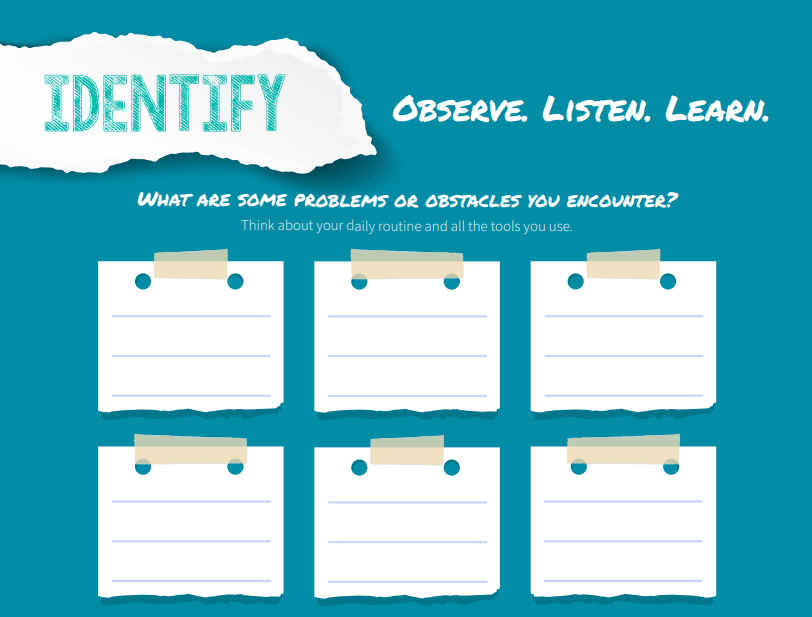 IDENTIFY
Observe. Listen. Learn.
What are some problems or obstacles you encounter?
Think about your daily routine and all the tools you use.